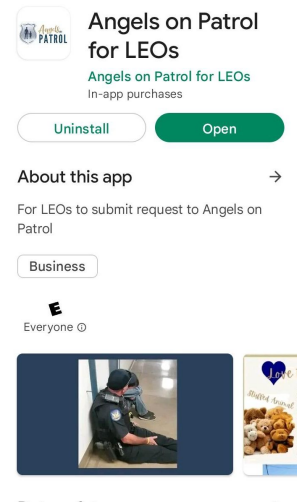 Angels on
PATROL
Angels on Patrol
for LEOs
Angels on Patrol for LEOs
In-app purchases
Uninstall
Open
About this app
For LEOs to submit request to Angels on
Patrol
Business
E
Everyone
Love
Stuffed Animal